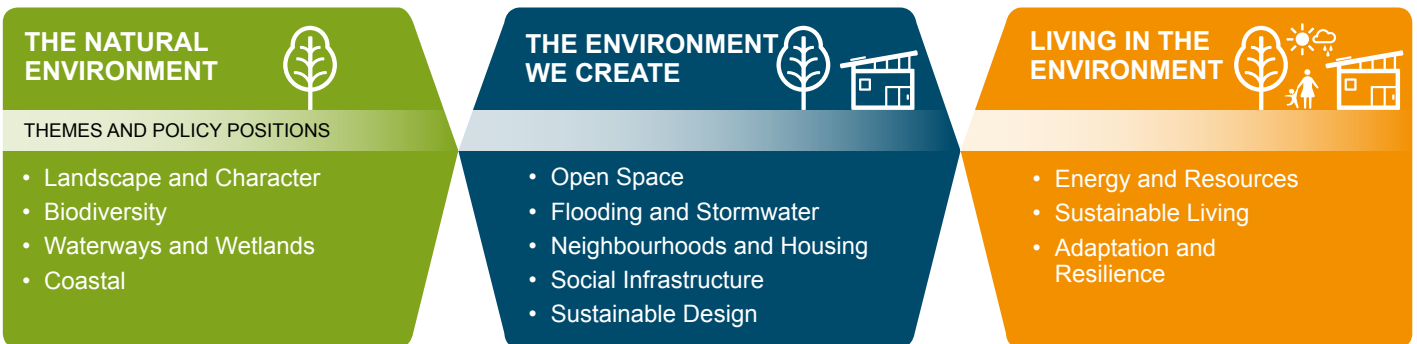 THE NATURAL
ENVIRONMENT
THEMES AND POLICY POSITIONS
• Landscape and Character
• Biodiversity
• Waterways and Wetlands
• Coastal
THE ENVIRONMENT
WE CREATE
• Open Space
• Flooding and Stormwater
• Neighbourhoods and Housing
• Social Infrastructure
• Sustainable Design
LIVING IN THE
ENVIRONMENT
• Energy and Resources
• Sustainable Living
• Adaptation and
Resilience